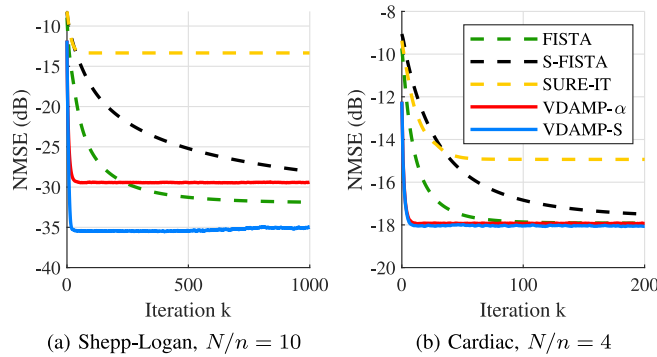 -10
-15
-20
-25
-30
-35
-40
NMSE (dB)
0
500
1000
Iteration k
(a) Shepp-Logan, N/n = 10
-8
-10
-12
-14
-16
-18
-20
NMSE (dB)
0
100
200
Iteration k
FISTA
S-FISTA
SURE-IT
VDAMP-α
VDAMP-S
(b) Cardiac, N/n = 4